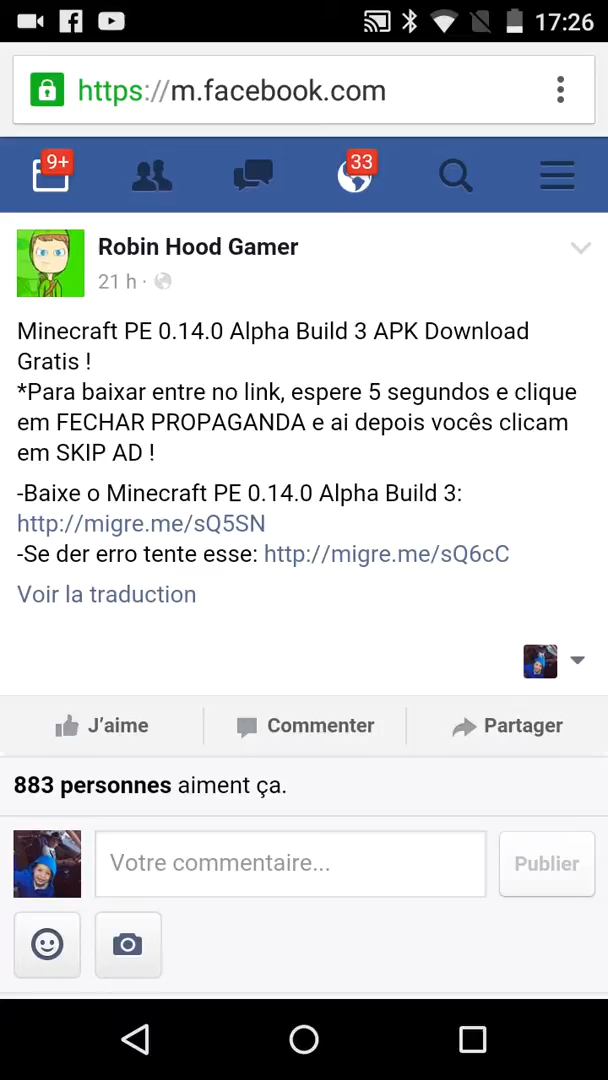 17:26
https://m.facebook.com
9+
33
Robin Hood Gamer
21 h ·
Minecraft PE 0.14.0 Alpha Build 3 APK Download
Gratis !
*Para baixar entre no link, espere 5 segundos e clique
em FECHAR PROPAGANDA e ai depois vocês clicam
em SKIP AD !
-Baixe o Minecraft PE 0.14.0 Alpha Build 3:
http://migre.me/sQ5SN
-Se der erro tente esse: http://migre.me/sQ6cC
Voir la traduction
J’aime
Commenter
Partager
883 personnes aiment ça.
Votre commentaire...
Publier